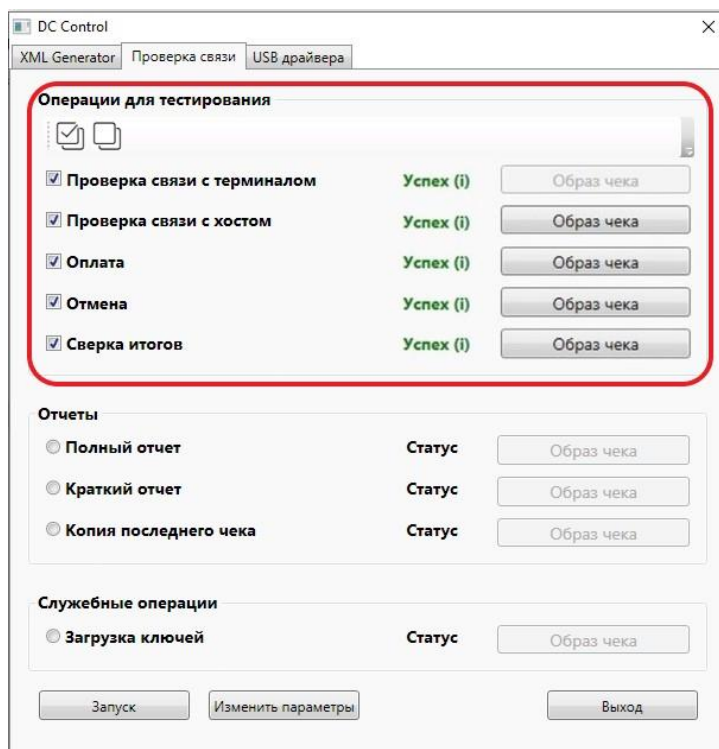 DC Control
XML Generator Проверка связи USB драйвера
Операции для тестирования
Проверка связи с терминалом Успех (i) Образ чека
Проверка связи с хостом Успех (i) Образ чека
Оплата Успех (i) Образ чека
Отмена Успех (i) Образ чека
Сверка итогов Успех (i) Образ чека
Отчеты
Полный отчет Статус Образ чека
Краткий отчет Статус Образ чека
Копия последнего чека Статус Образ чека
Служебные операции
Загрузка ключей Статус Образ чека
Запуск Изменить параметры Выход